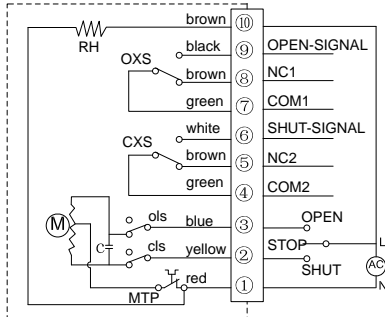 brown ⑩
RH
black ⑨ OPEN-SIGNAL
OXS
brown ⑧ NC1
green ⑦ COM1
white ⑥ SHUT-SIGNAL
CXS
brown ⑤ NC2
green ④ COM2
ols blue ③ OPEN
M
C
STOP L
cls yellow ② AC
SHUT
red ① N
MTP